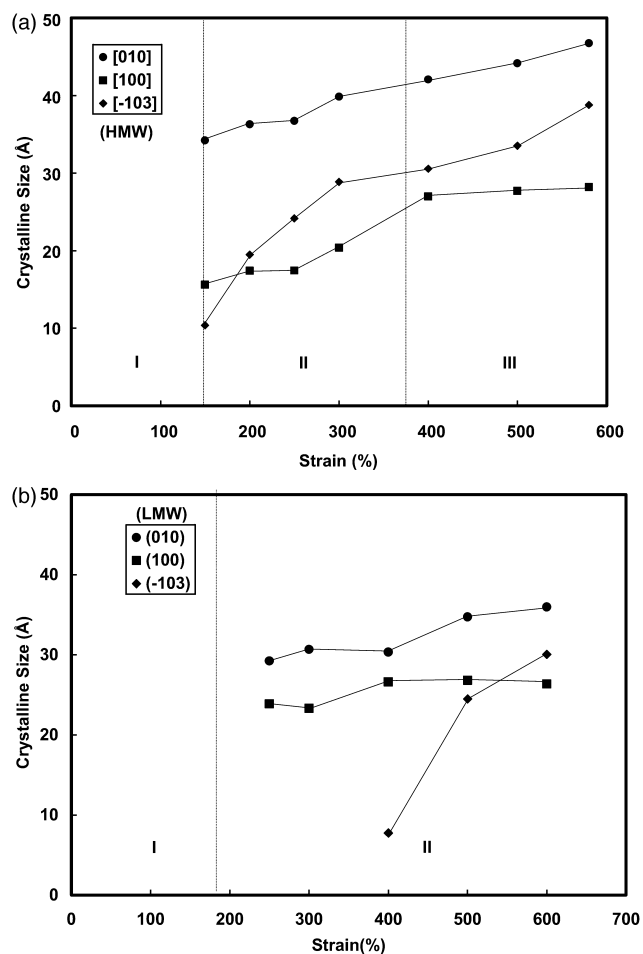 (a)
50
40
30
20
10
0
Crystalline Size (Å)
[010]
[100]
[-103]
(HMW)
I
II
III
0
100
200
300
400
500
600
Strain (%)
(b)
50
40
30
20
10
0
Crystalline Size (Å)
(LMW)
(010)
(100)
(-103)
I
II
0
100
200
300
400
500
600
700
Strain(%)